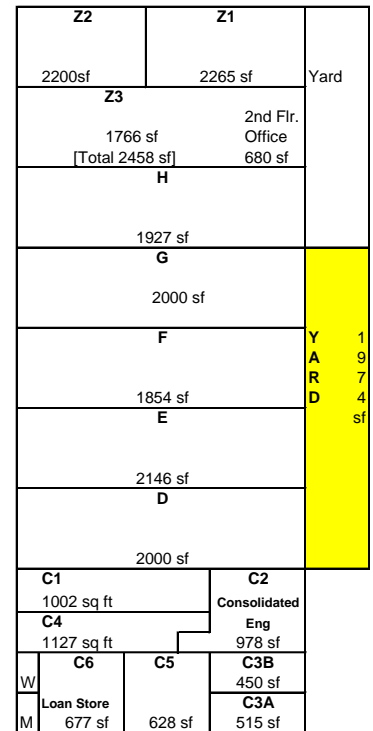 Z2 Z1
2200sf 2265 sf Yard
Z3
2nd Flr.
1766 sf Office
[Total 2458 sf] 680 sf
H
1927 sf
G
2000 sf
F Y 1
A 9
R 7
1854 sf D 4
E sf
2146 sf
D
2000 sf
C1 C2
1002 sq ft Consolidated
C4 Eng
1127 sq ft 978 sf
C6 C5 C3B
W 450 sf
Loan Store C3A
M 677 sf 628 sf 515 sf